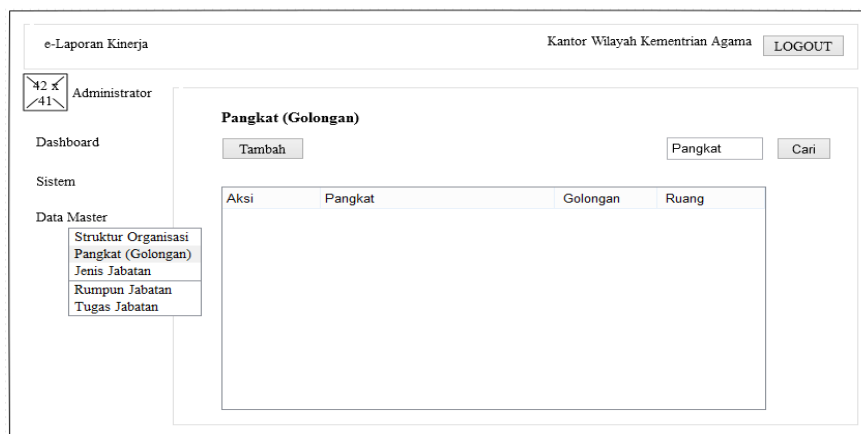 e-Laporan Kinerja
Kantor Wilayah Kementrian Agama
LOGOUT
42 x
41
Administrator
Pangkat (Golongan)
Dashboard
Tambah
Pangkat
Cari
Sistem
Aksi Pangkat Golongan Ruang
Data Master
Struktur Organisasi
Pangkat (Golongan)
Jenis Jabatan
Rumpun Jabatan
Tugas Jabatan